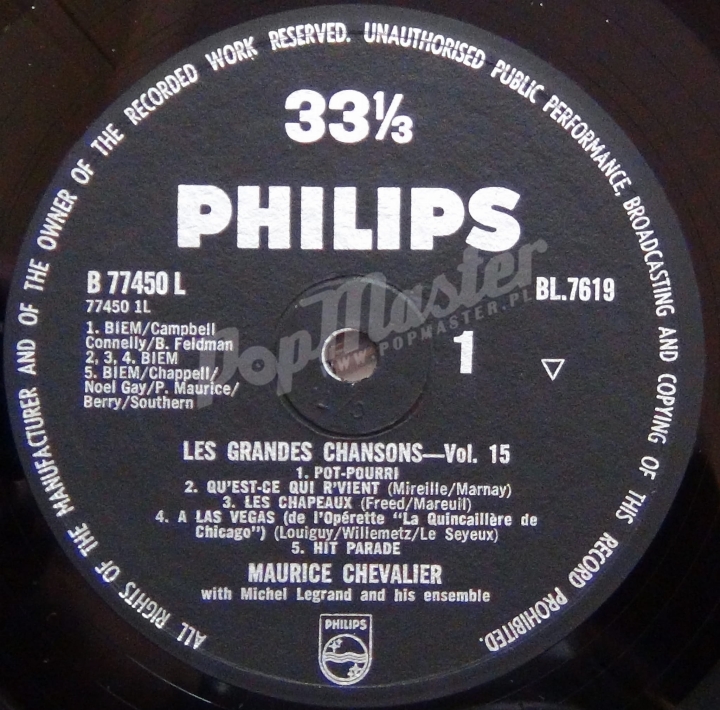 ALL RIGHTS OF THE MANUFACTURER AND OF THE OWNER OF THE RECORDED WORK RESERVED. UNAUTHORISED PUBLIC PERFORMANCE, BROADCASTING AND COPYING OF THIS RECORD PROHIBITED.
33⅓
PHILIPS
B 77450 L
77450 1L
BL.7619
1. BIEM/Campbell
Connelly/B. Feldman
2, 3, 4. BIEM
5. BIEM/Chappell/
Noel Gay/P. Maurice/
Berry/Southern
1
▽
PopMaster
WWW.POPMASTER.PL
LES GRANDES CHANSONS—Vol. 15
1. POT-POURRI
2. QU'EST-CE QUI R'VIENT (Mireille/Marnay)
3. LES CHAPEAUX (Freed/Mareuil)
4. A LAS VEGAS (de l'Opérette "La Quincaillère de
Chicago") (Louiguy/Willemetz/Le Seyeux)
5. HIT PARADE
MAURICE CHEVALIER
with Michel Legrand and his ensemble
PHILIPS